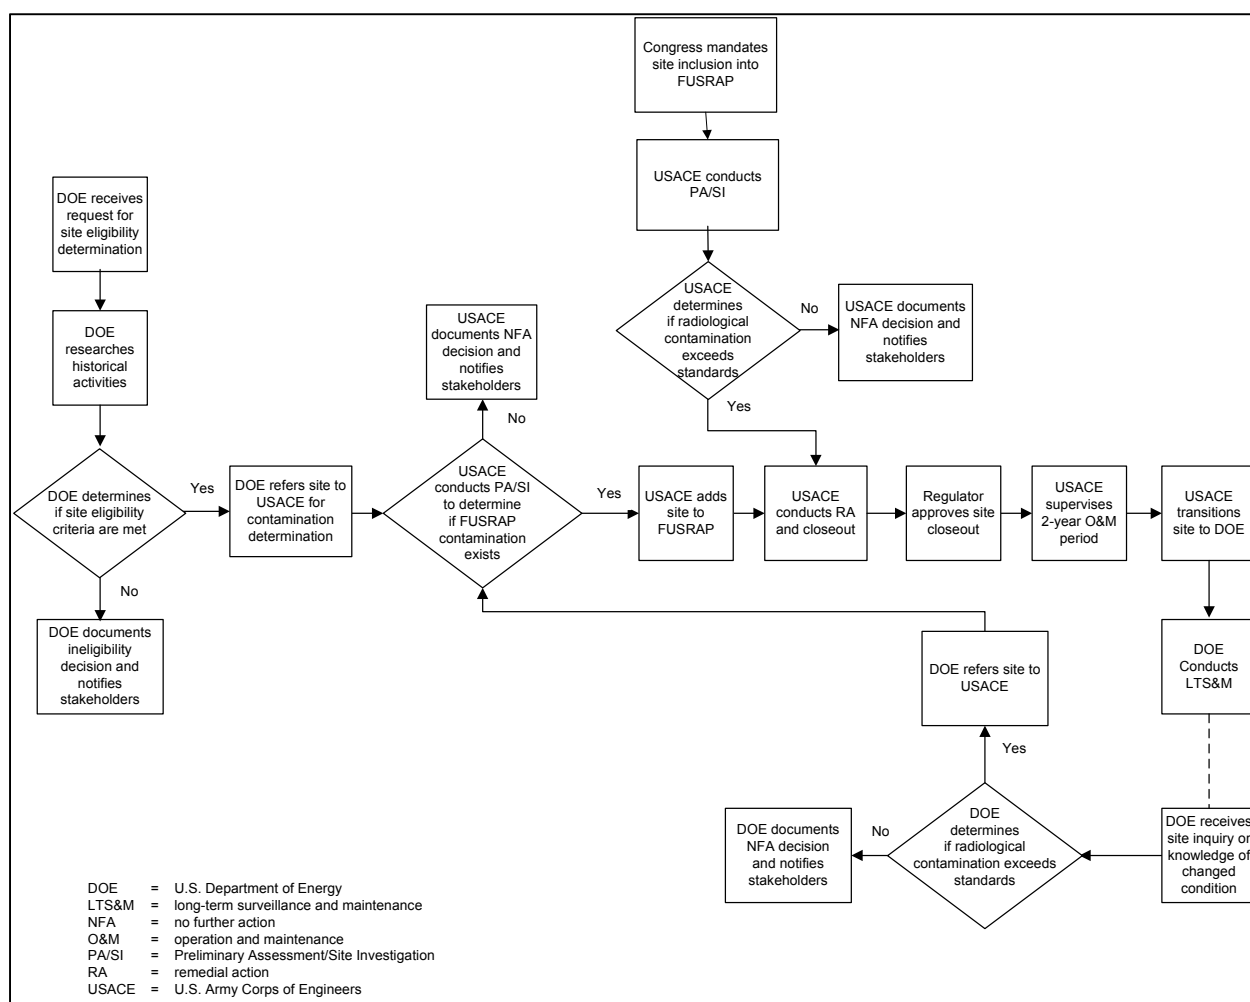 Congress mandates
site inclusion into
FUSRAP
USACE conducts
PA/SI
DOE receives
request for
site eligibility
determination
USACE
determines
if radiological
contamination
exceeds
standards
No
USACE documents
NFA decision and
notifies
stakeholders
Yes
DOE
researches
historical
activities
USACE
documents NFA
decision and
notifies
stakeholders
No
DOE determines
if site eligibility
criteria are met
Yes
DOE refers site to
USACE for
contamination
determination
USACE
conducts PA/SI
to determine
if FUSRAP
contamination
exists
Yes
USACE adds
site to
FUSRAP
USACE
conducts RA
and closeout
Regulator
approves site
closeout
USACE
supervises
2-year O&M
period
USACE
transitions
site to DOE
No
DOE documents
ineligibility
decision and
notifies
stakeholders
DOE refers site to
USACE
DOE
Conducts
LTS&M
Yes
DOE documents
NFA decision
and notifies
stakeholders
No
DOE
determines
if radiological
contamination exceeds
standards
DOE receives
site inquiry or
knowledge of
changed
condition
DOE = U.S. Department of Energy
LTS&M = long-term surveillance and maintenance
NFA = no further action
O&M = operation and maintenance
PA/SI = Preliminary Assessment/Site Investigation
RA = remedial action
USACE = U.S. Army Corps of Engineers